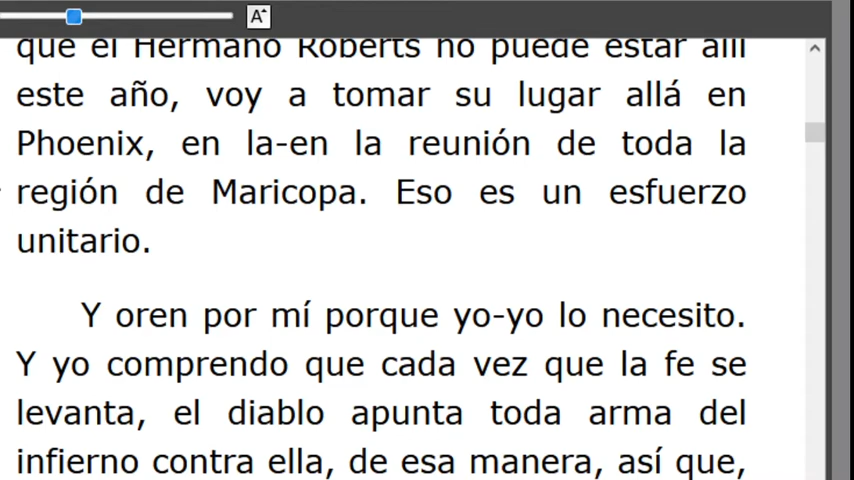 A
que el Hermano Roberts no puede estar allí
este año, voy a tomar su lugar allá en
Phoenix, en la-en la reunión de toda la
región de Maricopa. Eso es un esfuerzo
unitario.
Y oren por mí porque yo-yo lo necesito.
Y yo comprendo que cada vez que la fe se
levanta, el diablo apunta toda arma del
infierno contra ella, de esa manera, así que,